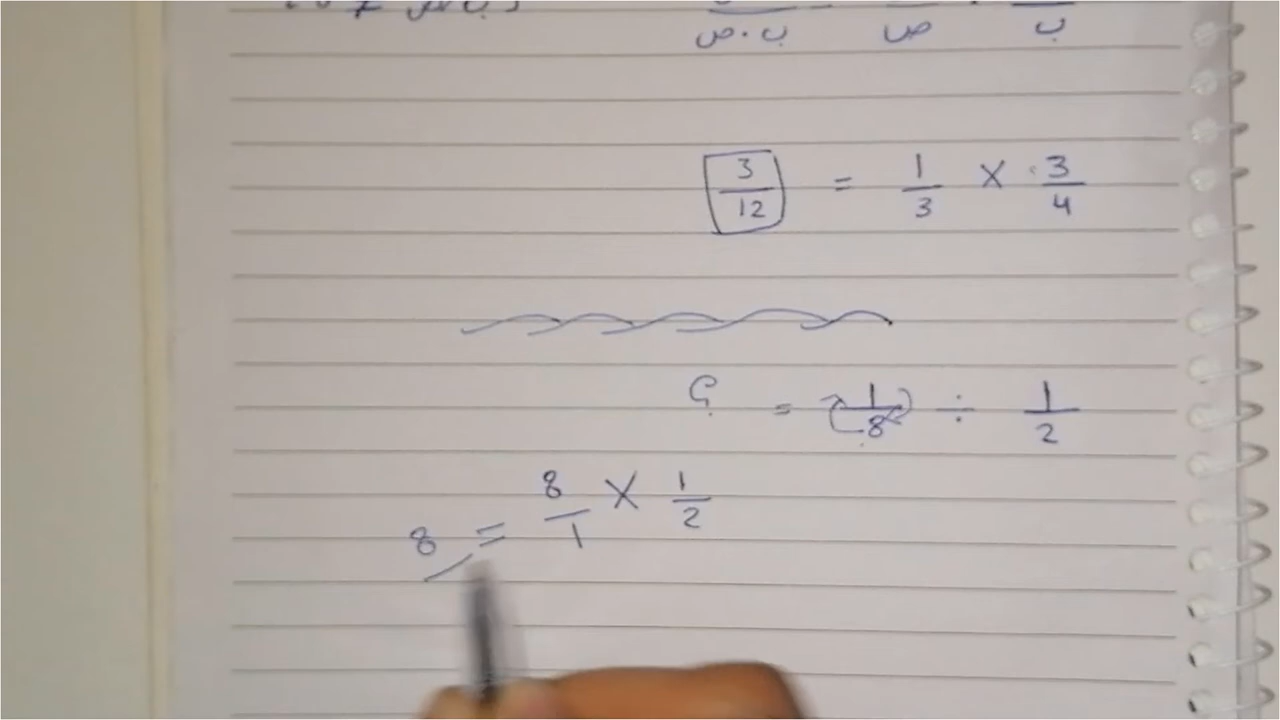 ب ص ب . ص
3/4 × 1/3 = 3/12
1/2 ÷ 1/8 = ؟
1/2 × 8/1 = 8